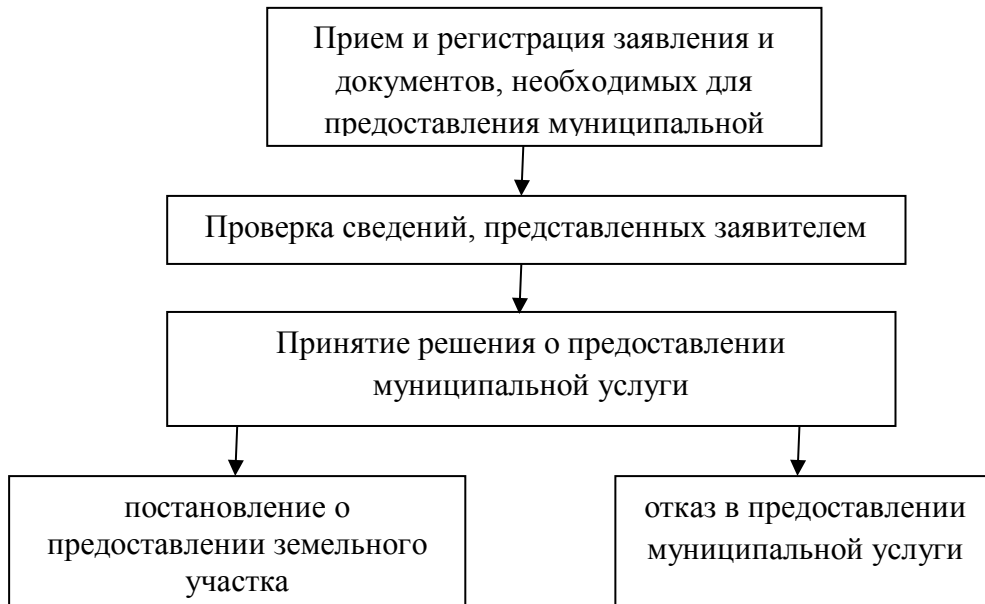 Прием и регистрация заявления и
документов, необходимых для
предоставления муниципальной
Проверка сведений, представленных заявителем
Принятие решения о предоставлении
муниципальной услуги
постановление о
предоставлении земельного
участка
отказ в предоставлении
муниципальной услуги